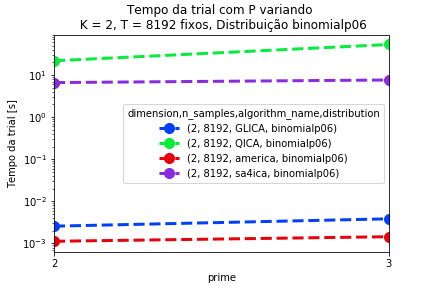 Tempo da trial com P variando
K = 2, T = 8192 fixos, Distribuição binomialp06
Tempo da trial [s]
10¹
10⁰
10⁻¹
10⁻²
10⁻³
dimension,n_samples,algorithm_name,distribution
(2, 8192, GLICA, binomialp06)
(2, 8192, QICA, binomialp06)
(2, 8192, america, binomialp06)
(2, 8192, sa4ica, binomialp06)
2
3
prime